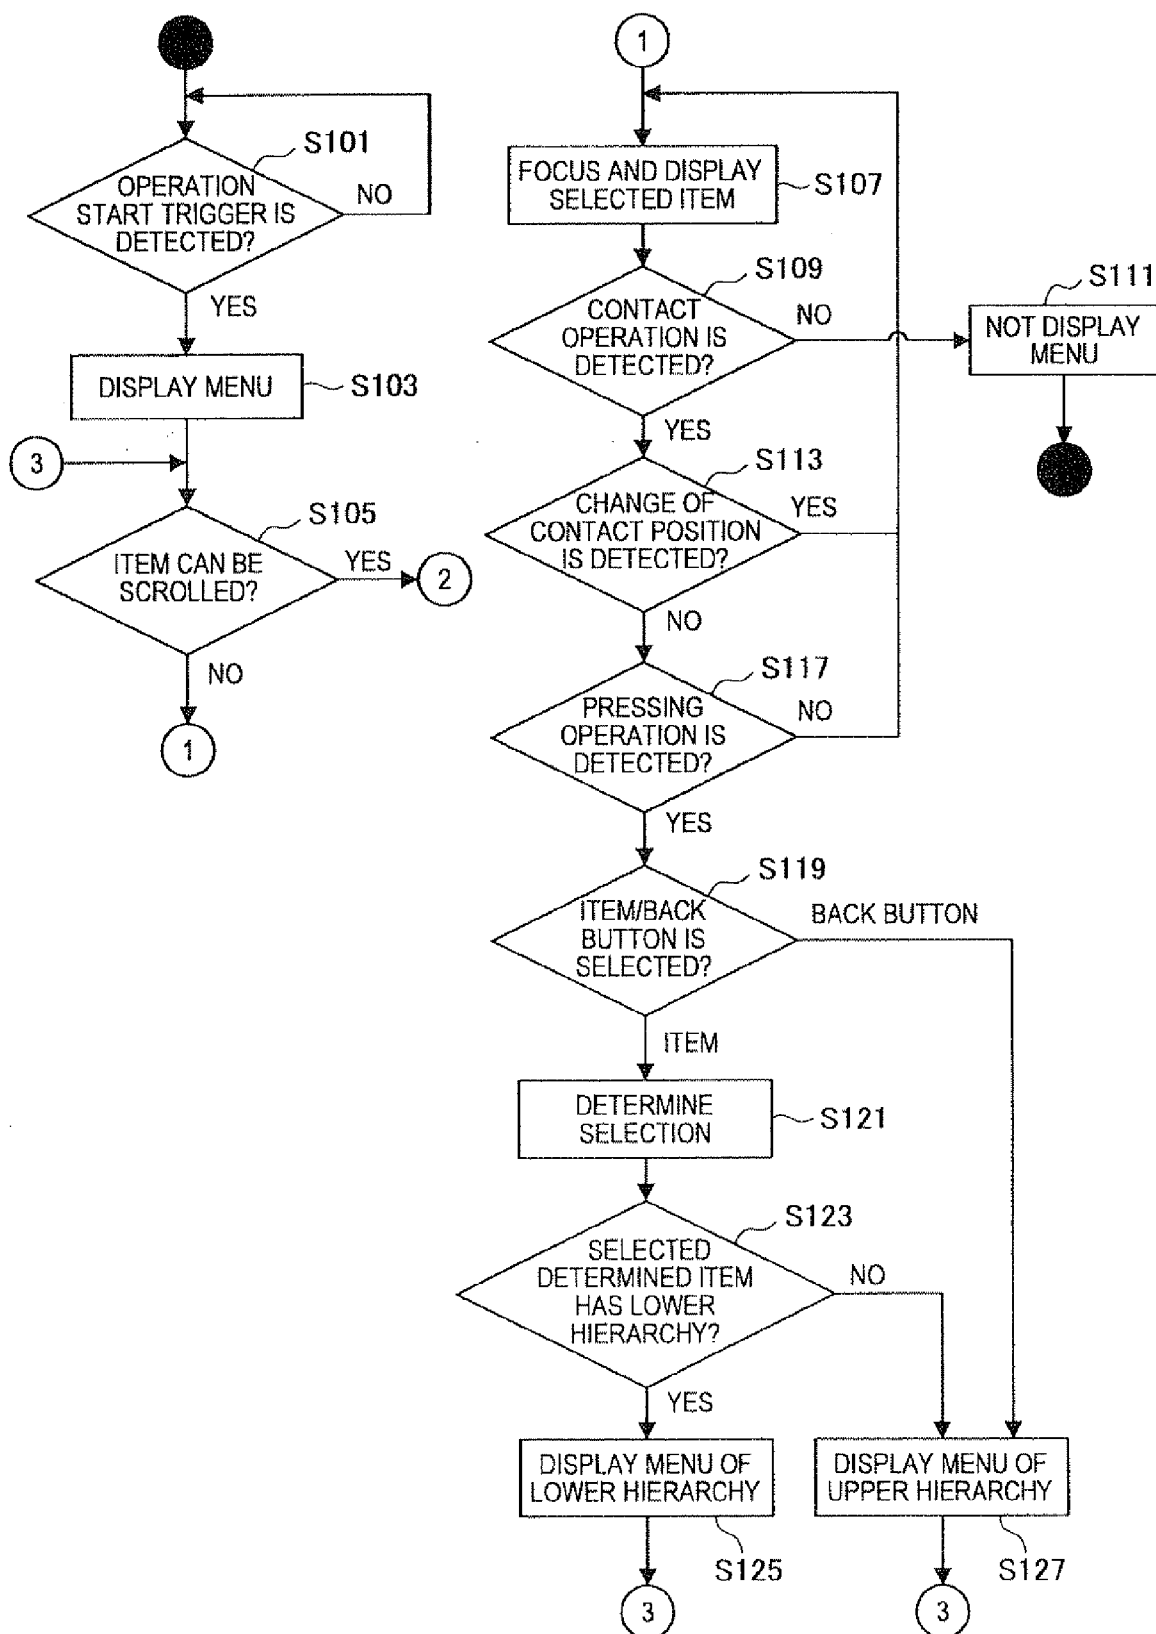 S101
OPERATION
START TRIGGER IS
DETECTED?
NO
YES
DISPLAY MENU
S103
3
S105
ITEM CAN BE
SCROLLED?
YES
2
NO
1
1
FOCUS AND DISPLAY
SELECTED ITEM
S107
S109
CONTACT
OPERATION IS
DETECTED?
NO
S111
NOT DISPLAY
MENU
YES
S113
CHANGE OF
CONTACT POSITION
IS DETECTED?
YES
NO
S117
PRESSING
OPERATION IS
DETECTED?
NO
YES
S119
ITEM/BACK
BUTTON IS
SELECTED?
BACK BUTTON
ITEM
DETERMINE
SELECTION
S121
S123
SELECTED
DETERMINED ITEM
HAS LOWER
HIERARCHY?
NO
YES
DISPLAY MENU OF
LOWER HIERARCHY
S125
3
DISPLAY MENU OF
UPPER HIERARCHY
S127
3